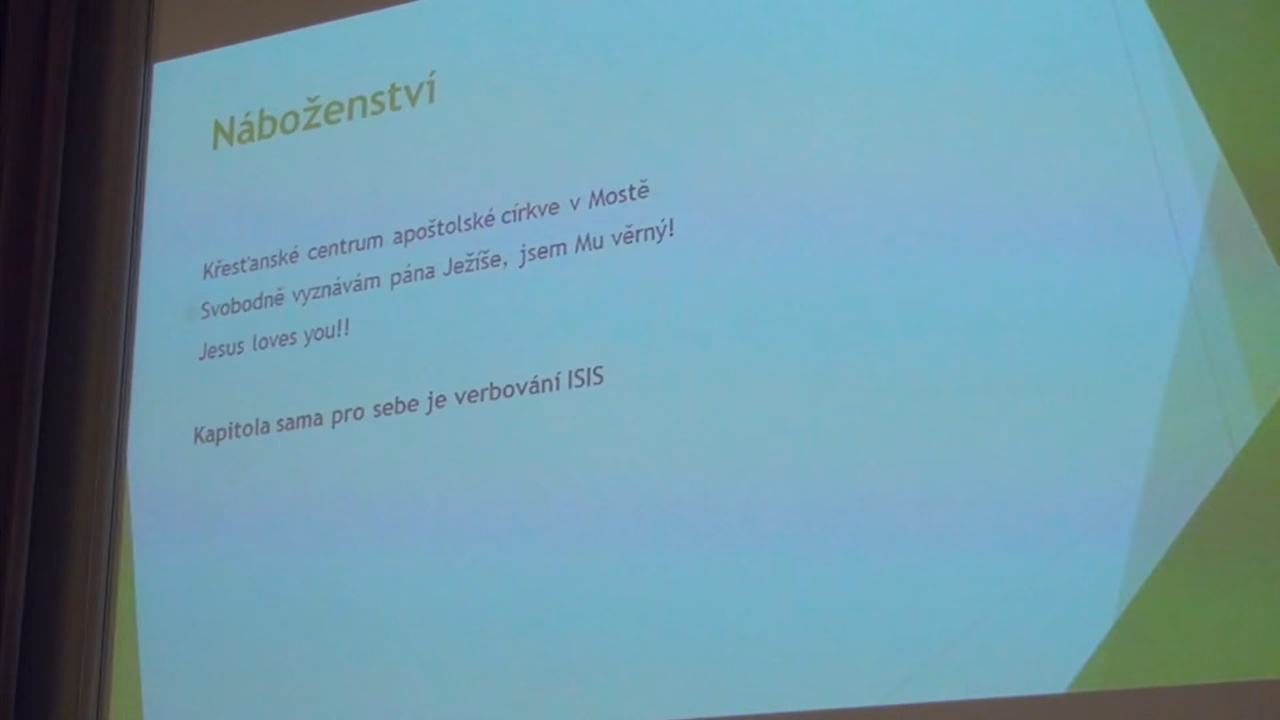 Náboženství
Křesťanské centrum apoštolské církve v Mostě
Svobodně vyznávám pána Ježíše, jsem Mu věrný!
Jesus loves you!!
Kapitola sama pro sebe je verbování ISIS